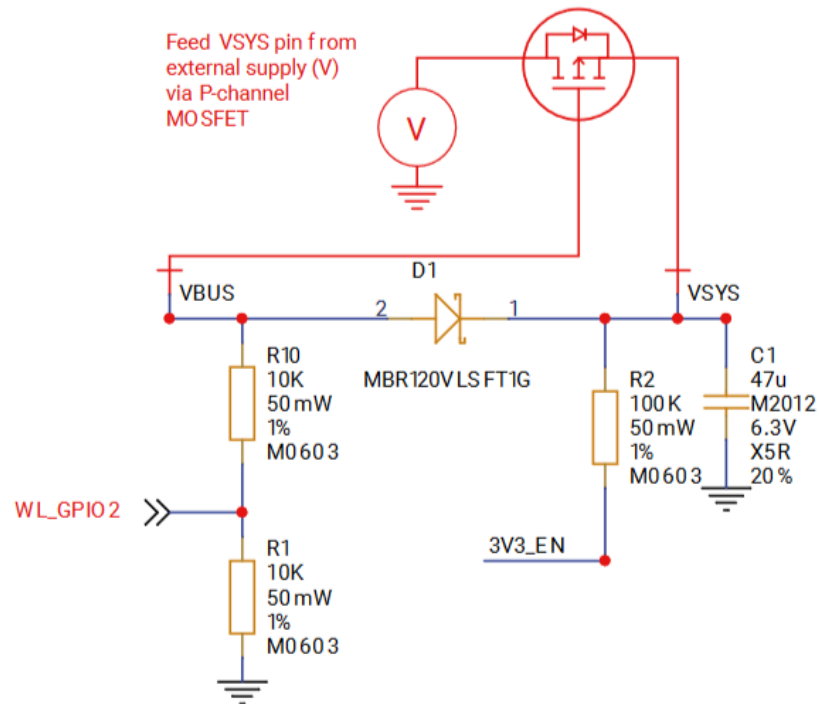 Feed VSYS pin from
external supply (V)
via P-channel
MOSFET
V
D1
VBUS
VSYS
2
1
MBR120VLSFT1G
R10
10K
50mW
1%
M0603
R2
100K
50mW
1%
M0603
C1
47u
M2012
6.3V
X5R
20%
WL_GPIO2
R1
10K
50mW
1%
M0603
3V3_EN